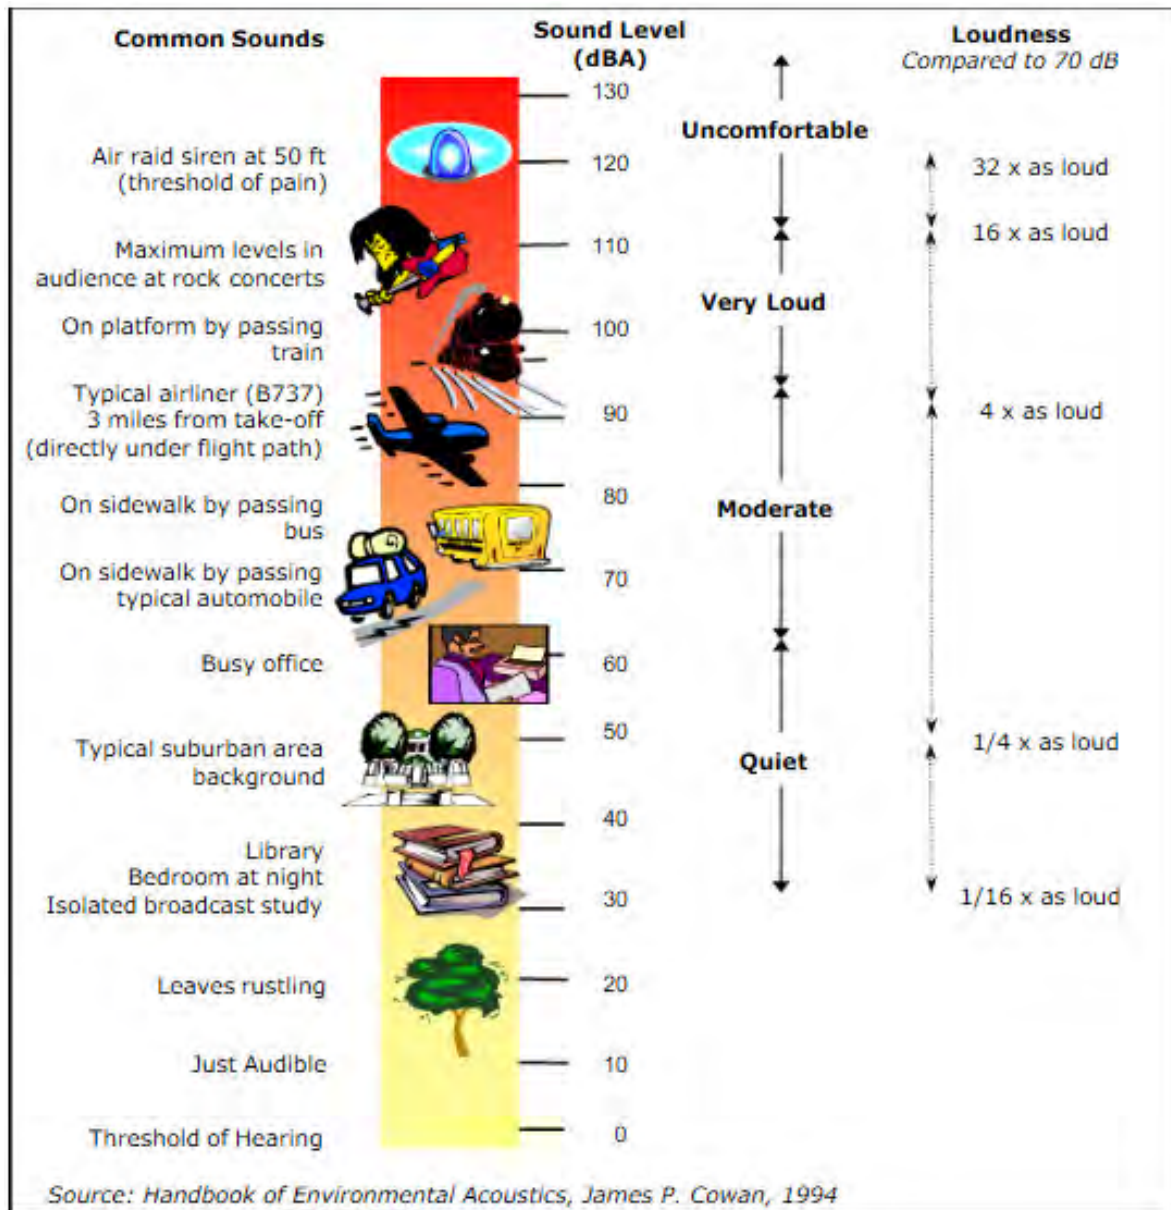 Common Sounds
Sound Level
(dBA)
Loudness
Compared to 70 dB
130
Uncomfortable
Air raid siren at 50 ft
(threshold of pain)
120
32 x as loud
16 x as loud
Maximum levels in
audience at rock concerts
110
Very Loud
On platform by passing
train
100
Typical airliner (B737)
3 miles from take-off
(directly under flight path)
90
4 x as loud
On sidewalk by passing
bus
80
Moderate
On sidewalk by passing
typical automobile
70
Busy office
60
Typical suburban area
background
50
1/4 x as loud
Quiet
40
Library
Bedroom at night
Isolated broadcast study
30
1/16 x as loud
Leaves rustling
20
Just Audible
10
Threshold of Hearing
0
Source: Handbook of Environmental Acoustics, James P. Cowan, 1994